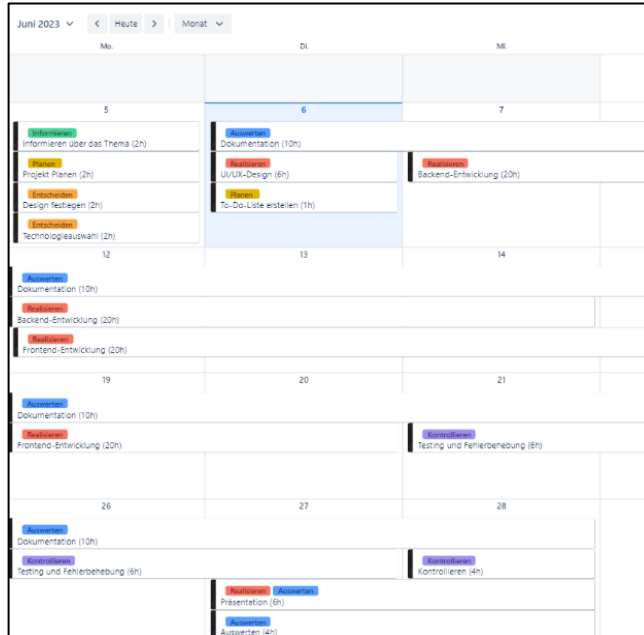 Juni 2023 Heute Monat
Mo. Di. Mi.
5 6 7
Informieren
Informieren über das Thema (2h)
Planen
Projekt Planen (2h)
Entscheiden
Design festlegen (2h)
Entscheiden
Technologieauswahl (2h)
Auswerten
Dokumentation (10h)
Realisieren
UI/UX-Design (6h)
Planen
To-Do-Liste erstellen (1h)
Realisieren
Backend-Entwicklung (20h)
12 13 14
Auswerten
Dokumentation (10h)
Realisieren
Backend-Entwicklung (20h)
Realisieren
Frontend-Entwicklung (20h)
19 20 21
Auswerten
Dokumentation (10h)
Realisieren
Frontend-Entwicklung (20h)
Kontrollieren
Testing und Fehlerbehebung (6h)
26 27 28
Auswerten
Dokumentation (10h)
Kontrollieren
Testing und Fehlerbehebung (6h)
Kontrollieren
Kontrollieren (4h)
Realisieren Auswerten
Präsentation (6h)
Auswerten
Auswerten (4h)